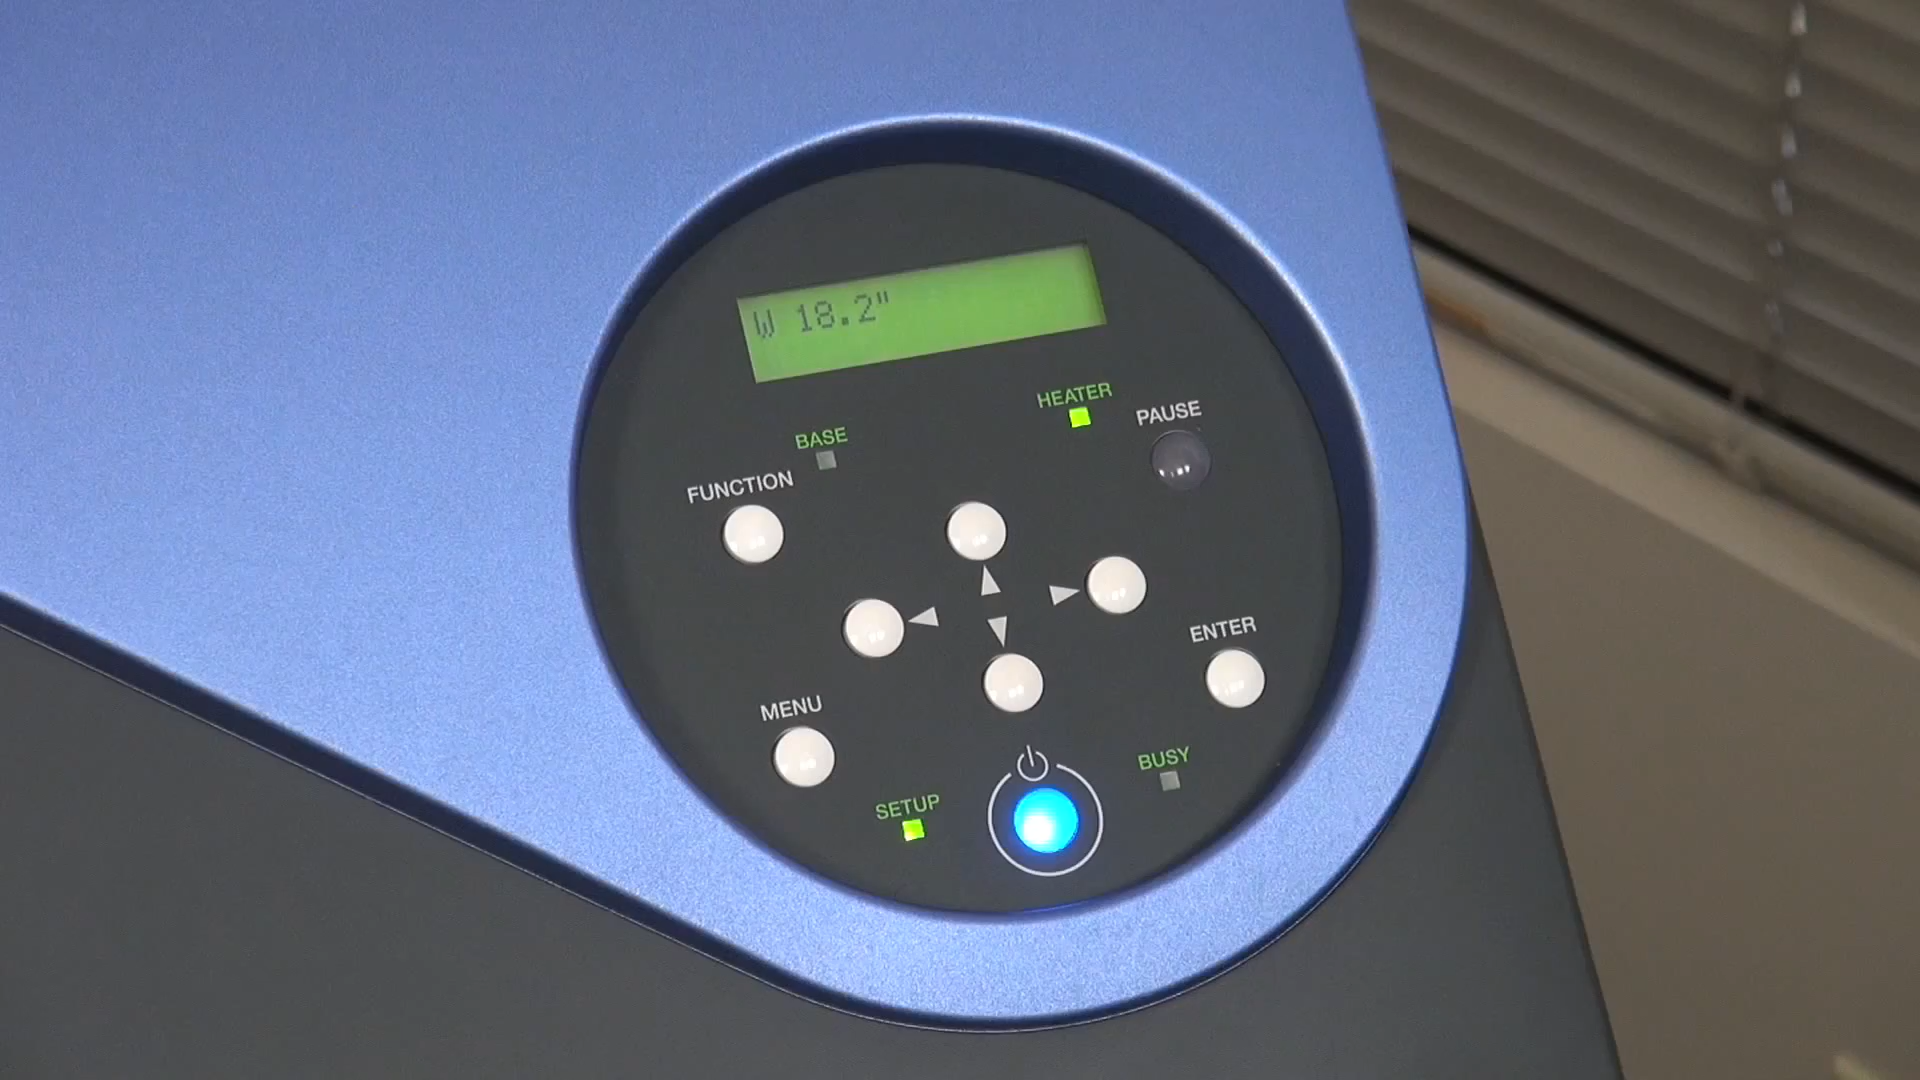 W 18.2"
HEATER
PAUSE
BASE
FUNCTION
ENTER
MENU
BUSY
SETUP